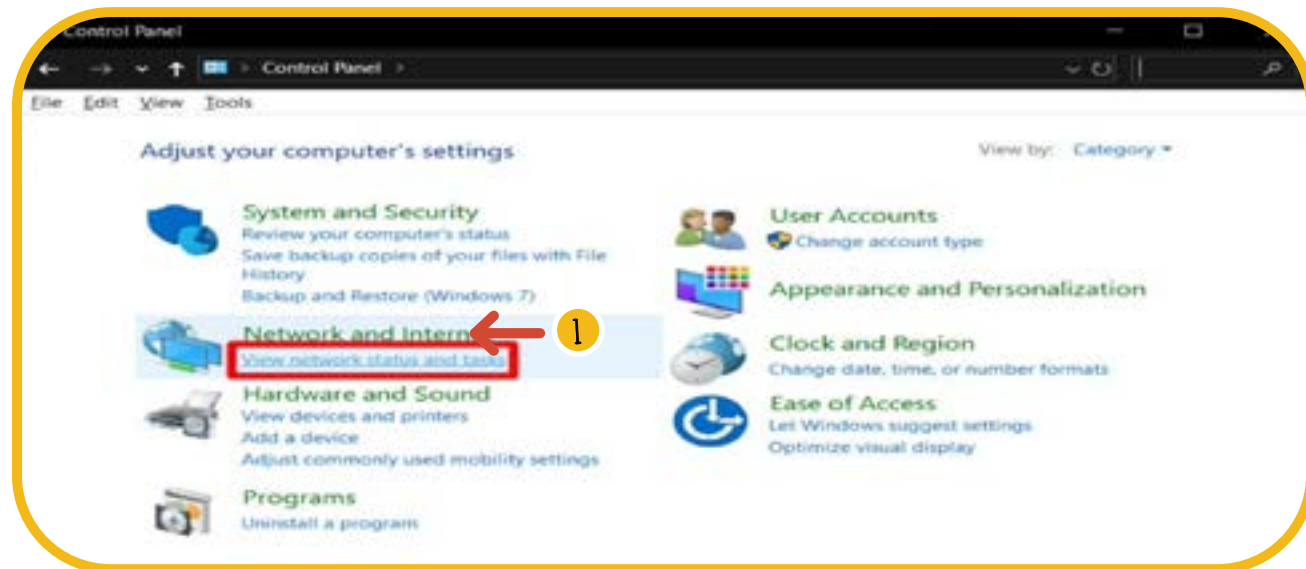 Control Panel
Control Panel
File Edit View Tools
Adjust your computer's settings
View by: Category
System and Security
Review your computer's status
Save backup copies of your files with File
History
Backup and Restore (Windows 7)
Network and Intern
1
View network status and tasks
Hardware and Sound
View devices and printers
Add a device
Adjust commonly used mobility settings
Programs
Uninstall a program
User Accounts
Change account type
Appearance and Personalization
Clock and Region
Change date, time, or number formats
Ease of Access
Let Windows suggest settings
Optimize visual display